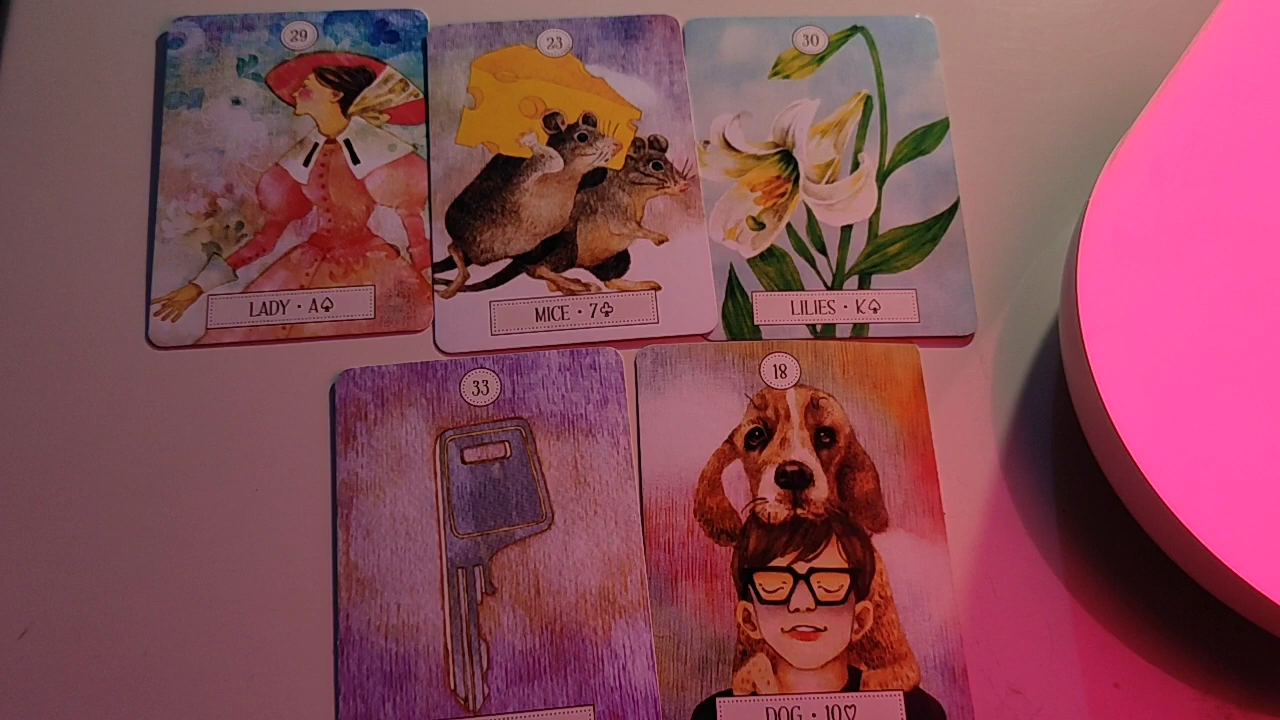 29
23
30
LADY • A♤
MICE • 7♧
LILIES • K♤
33
18
DOG • 10♡